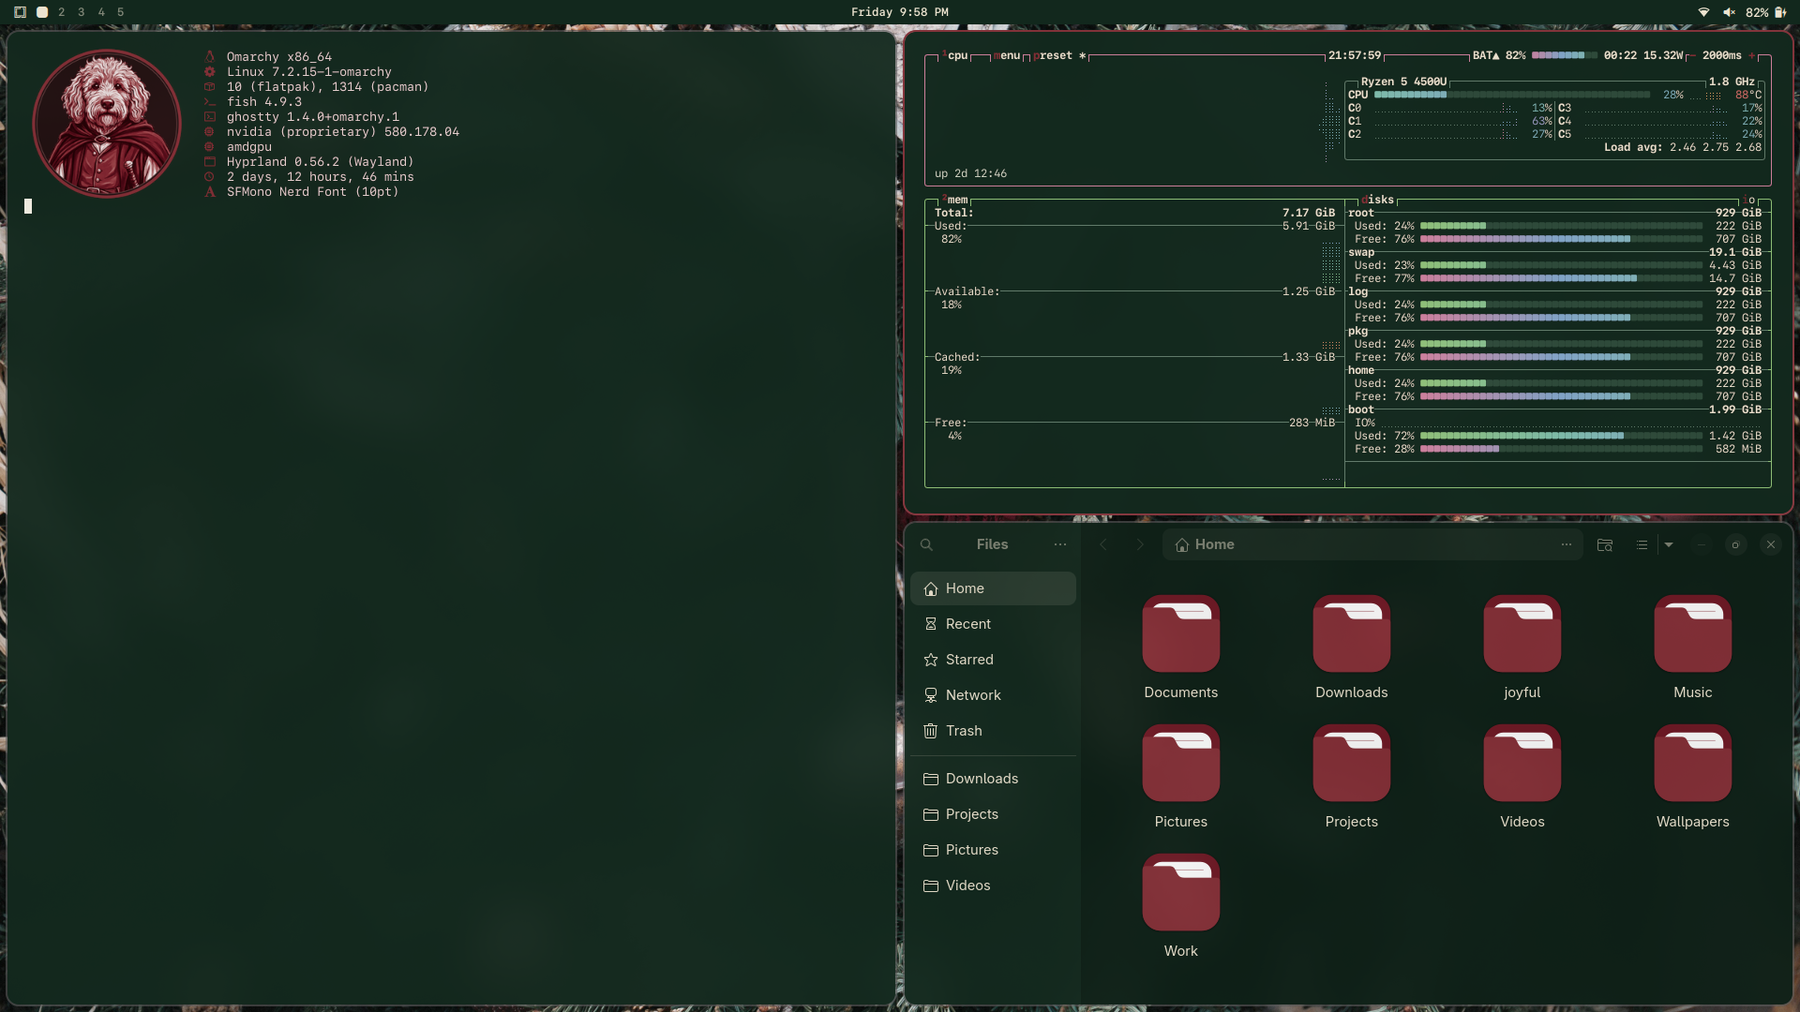 2 3 4 5
Friday 9:58 PM
82%
Omarchy x86_64
Linux 7.2.15-1-omarchy
10 (flatpak), 1314 (pacman)
fish 4.9.3
ghostty 1.4.0+omarchy.1
nvidia (proprietary) 580.178.04
amdgpu
Hyprland 0.56.2 (Wayland)
2 days, 12 hours, 46 mins
SFMono Nerd Font (10pt)
¹cpu menu preset * 21:57:59 BAT▲ 82% 00:22 15.32W - 2000ms +
Ryzen 5 4500U 1.8 GHz
CPU 28% 88°C
C0 13% C3 17%
C1 63% C4 22%
C2 27% C5 24%
Load avg: 2.46 2.75 2.68
up 2d 12:46
²mem
Total: 7.17 GiB
Used: 5.91 GiB
82%
Available: 1.25 GiB
18%
Cached: 1.33 GiB
19%
Free: 283 MiB
4%
disks io
root 929 GiB
Used: 24% 222 GiB
Free: 76% 707 GiB
swap 19.1 GiB
Used: 23% 4.43 GiB
Free: 77% 14.7 GiB
log 929 GiB
Used: 24% 222 GiB
Free: 76% 707 GiB
pkg 929 GiB
Used: 24% 222 GiB
Free: 76% 707 GiB
home 929 GiB
Used: 24% 222 GiB
Free: 76% 707 GiB
boot 1.99 GiB
IO%
Used: 72% 1.42 GiB
Free: 28% 582 MiB
Files
Home
Home
Recent
Starred
Network
Trash
Downloads
Projects
Pictures
Videos
Documents Downloads joyful Music
Pictures Projects Videos Wallpapers
Work